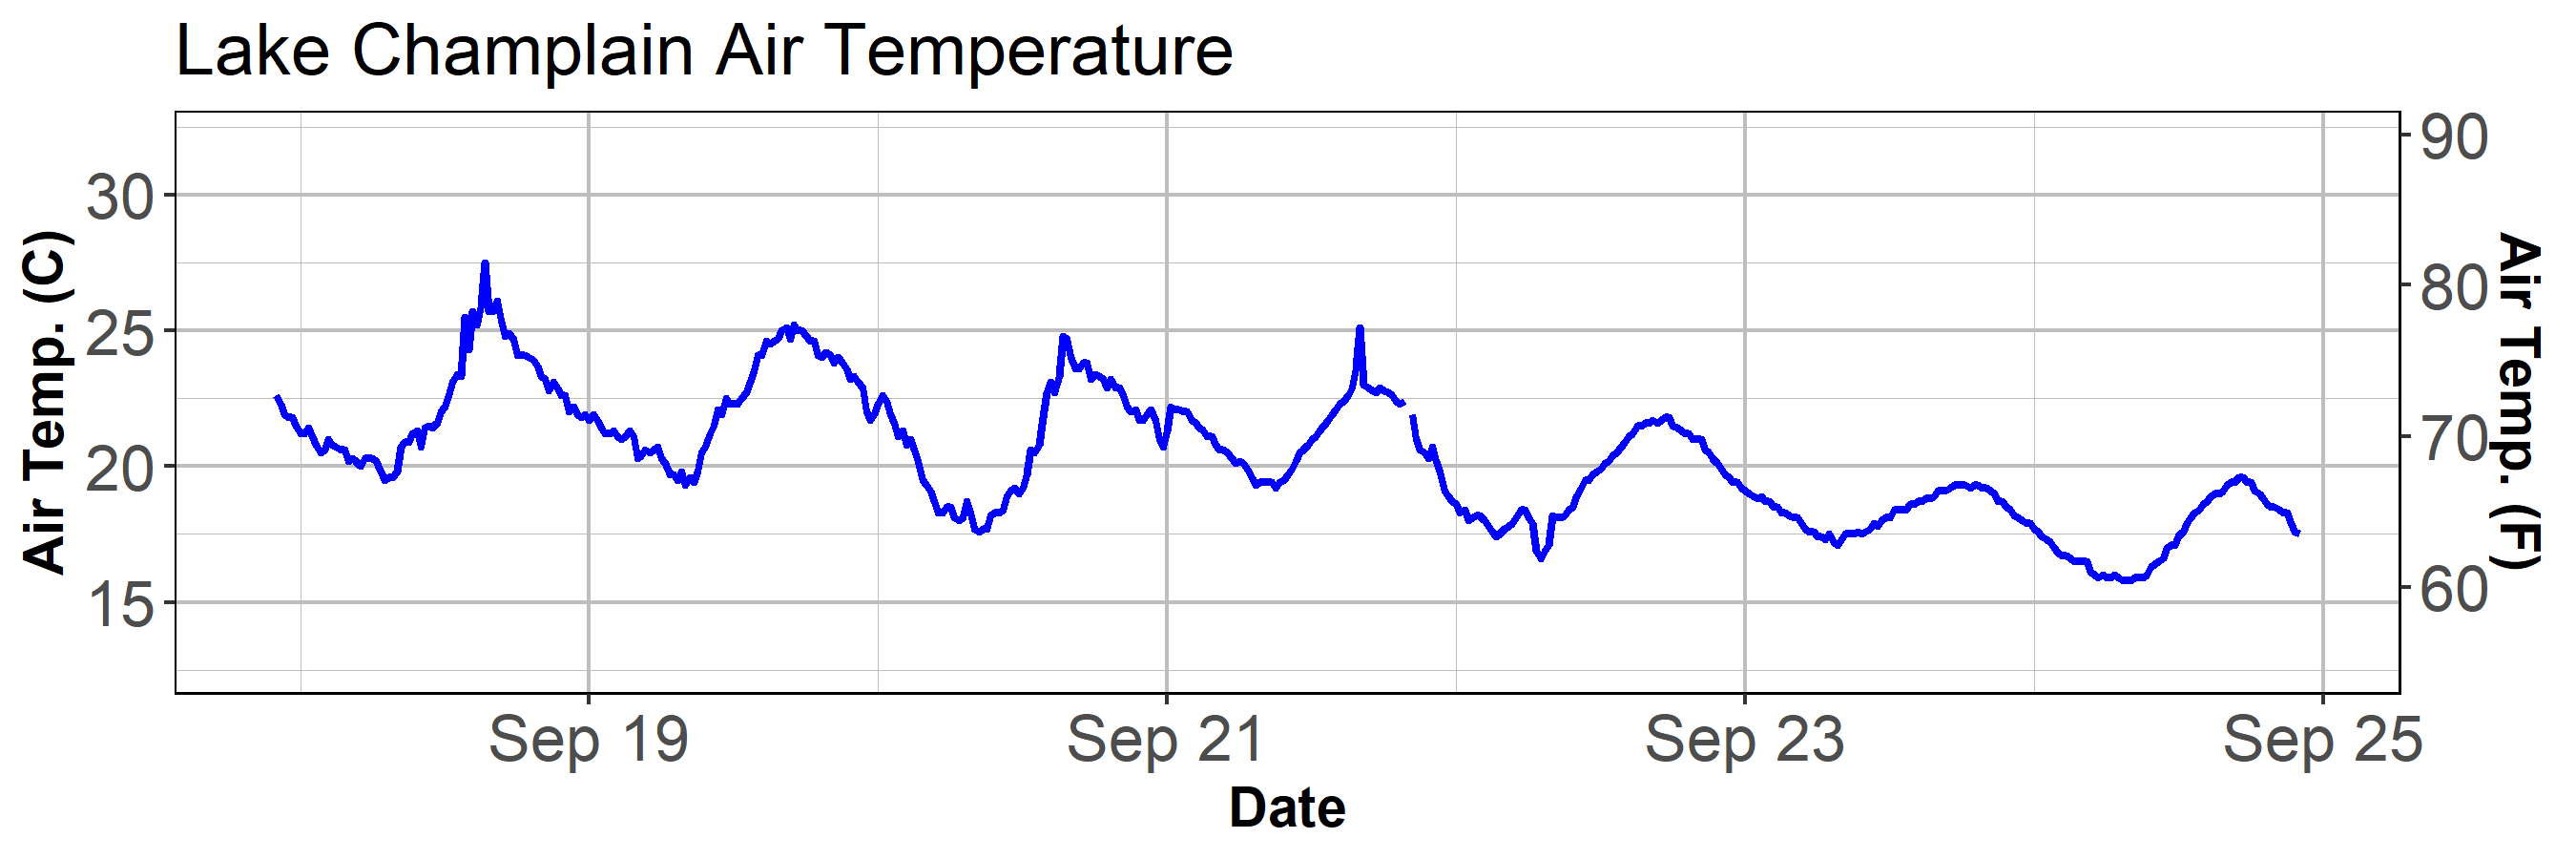 Lake Champlain Air Temperature
Air Temp. (C)
30
25
20
15
90
80
70
60
Air Temp. (F)
Sep 19
Sep 21
Sep 23
Sep 25
Date